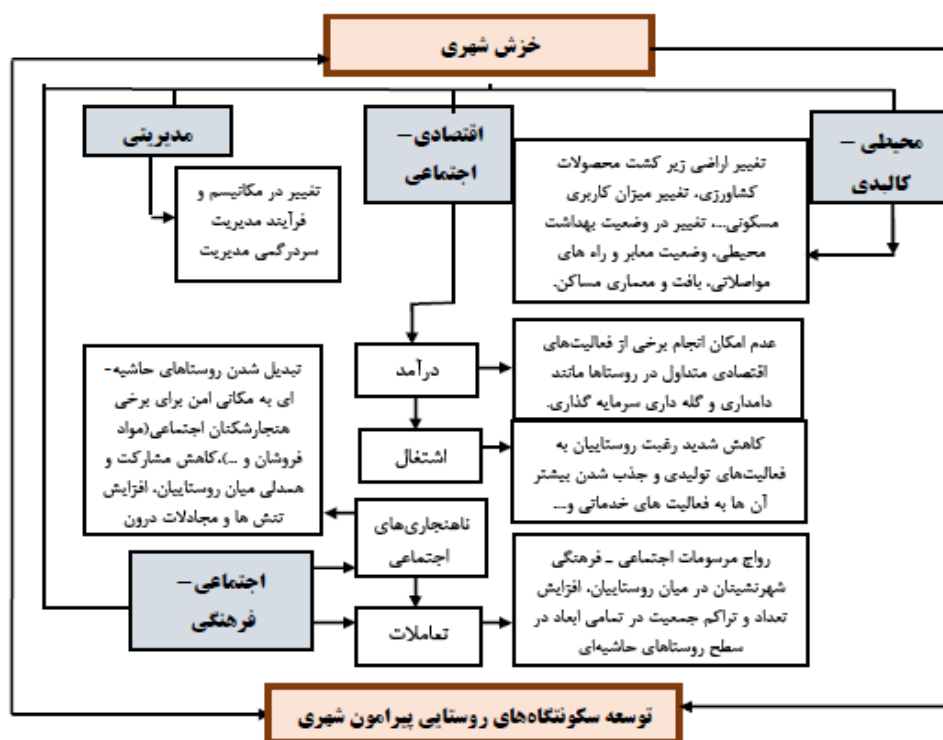 خزش شهری
محیطی –
کالبدی
اقتصادی –
اجتماعی
مدیریتی
تغییر اراضی زیر کشت محصولات
کشاورزی، تغییر میزان کاربری
مسکونی...، تغییر در وضعیت بهداشت
محیطی، وضعیت معابر و راه های
مواصلاتی، بافت و معماری مساکن.
تغییر در مکانیسم و
فرآیند مدیریت
سردرگمی مدیریت
درآمد
عدم امکان انجام برخی از فعالیت‌های
اقتصادی متداول در روستاها مانند
دامداری و گله داری سرمایه گذاری.
اشتغال
کاهش شدید رغبت روستاییان به
فعالیت‌های تولیدی و جذب شدن بیشتر
آن ها به فعالیت های خدماتی و...
تبدیل شدن روستاهای حاشیه-
ای به مکانی امن برای برخی
هنجارشکنان اجتماعی(مواد
فروشان و ...)،کاهش مشارکت و
همدلی میان روستاییان، افزایش
تنش ها و مجادلات درون
ناهنجاری‌های
اجتماعی
اجتماعی –
فرهنگی
تعاملات
رواج مرسومات اجتماعی ـ فرهنگی
شهرنشینان در میان روستاییان، افزایش
تعداد و تراکم جمعیت در تمامی ابعاد در
سطح روستاهای حاشیه‌ای
توسعه سکونتگاه‌های روستایی پیرامون شهری